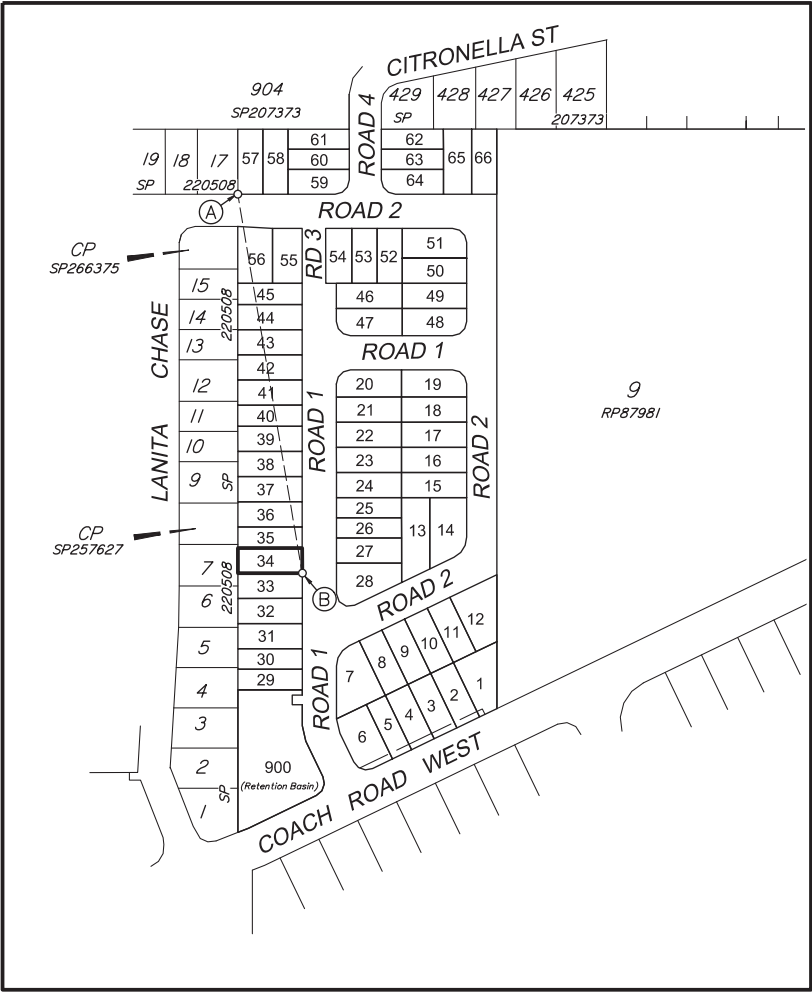 CITRONELLA ST
904
SP207373
ROAD 4
429 428 427 426 425
SP
207373
19 18 17 57 58
SP 220508
61
60
59
62
63
64
65 66
A
ROAD 2
CP
SP266375
56 55
RD 3
54 53 52
51
50
15
14
13
12
11
10
9
220508
SP
LANITA CHASE
45
44
43
42
41
40
39
38
37
36
35
34
33
32
31
30
29
46 49
47 48
ROAD 1
ROAD 1
20 19
21 18
22 17
23 16
24 15
25
26
27
28
13 14
ROAD 2
9
RP87981
CP
SP257627
7
6
5
4
3
2
1
220508
SP
B
ROAD 2
ROAD 1
7 8 9 10 11 12
6 5 4 3 2 1
900
(Retention Basin)
COACH ROAD WEST